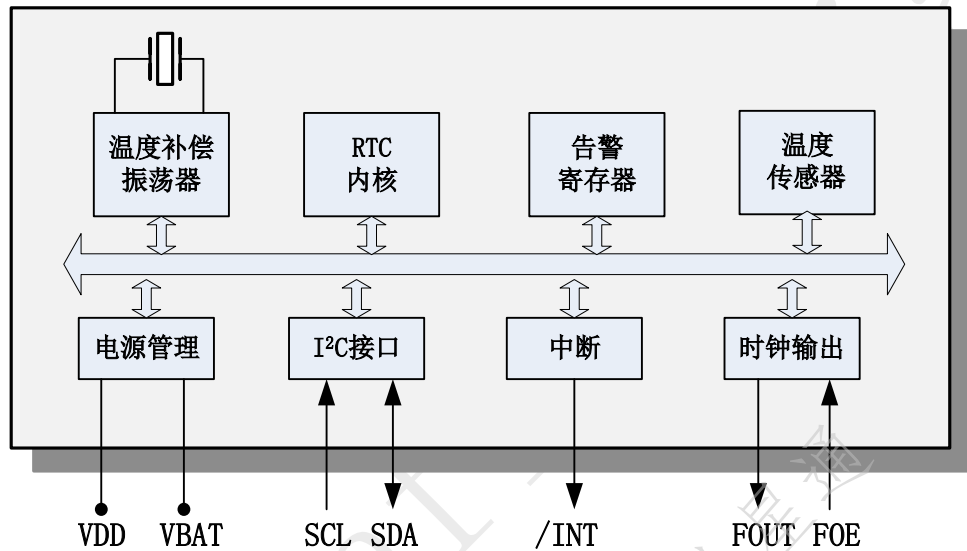 温度补偿
振荡器
RTC
内核
告警
寄存器
温度
传感器
电源管理
I²C接口
中断
时钟输出
VDD
VBAT
SCL
SDA
/INT
FOUT
FOE